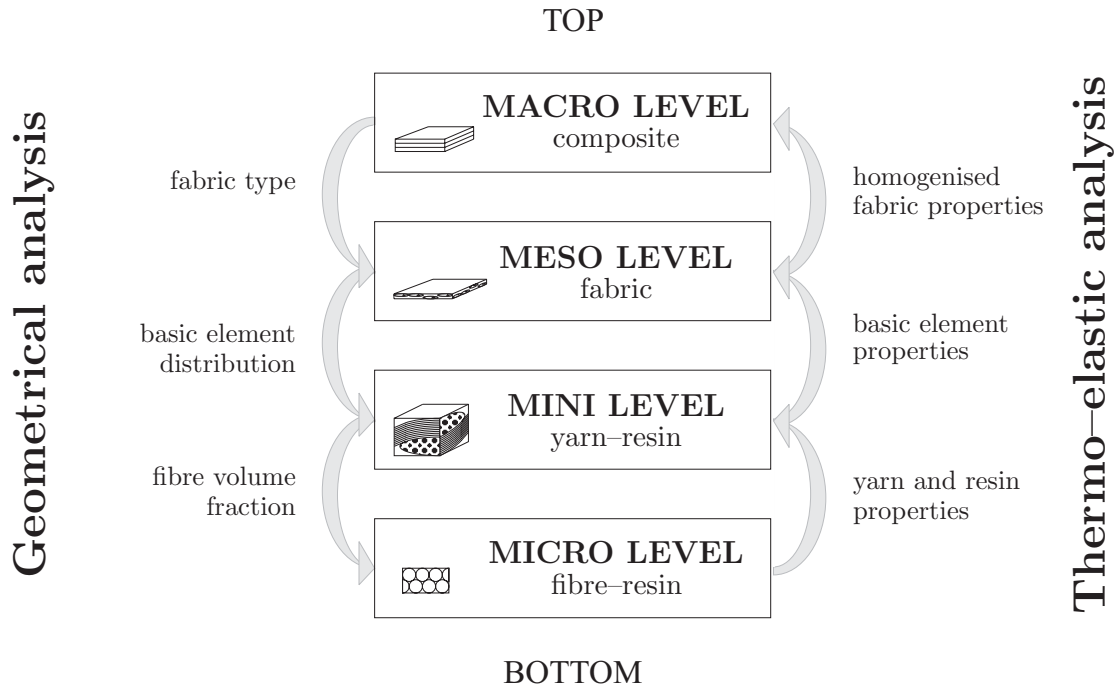 TOP
Geometrical analysis
MACRO LEVEL
composite
fabric type
homogenised
fabric properties
MESO LEVEL
fabric
basic element
distribution
basic element
properties
MINI LEVEL
yarn–resin
fibre volume
fraction
yarn and resin
properties
MICRO LEVEL
fibre–resin
Thermo–elastic analysis
BOTTOM